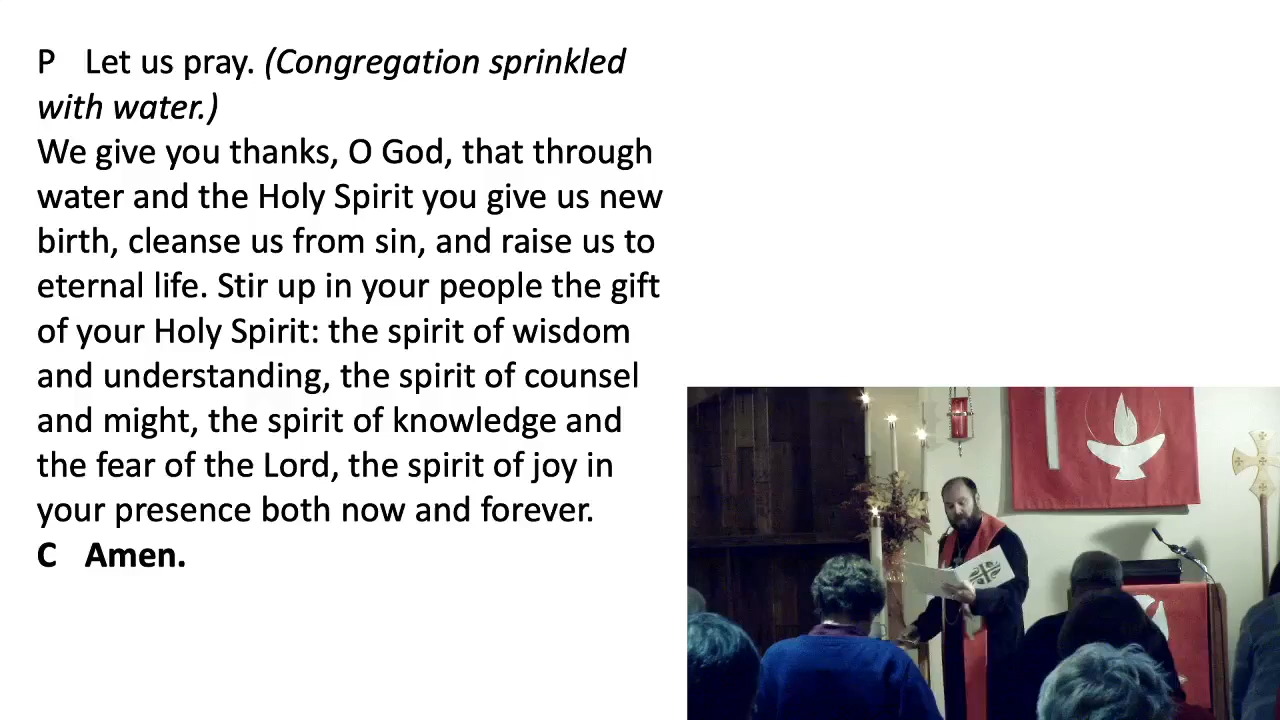 P Let us pray. (Congregation sprinkled
with water.)
We give you thanks, O God, that through
water and the Holy Spirit you give us new
birth, cleanse us from sin, and raise us to
eternal life. Stir up in your people the gift
of your Holy Spirit: the spirit of wisdom
and understanding, the spirit of counsel
and might, the spirit of knowledge and
the fear of the Lord, the spirit of joy in
your presence both now and forever.
C Amen.